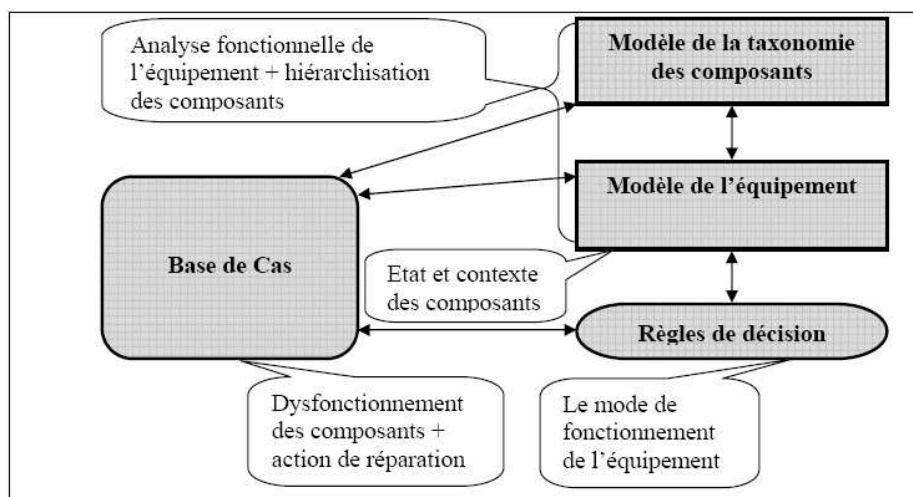 Analyse fonctionnelle de
l’équipement + hiérarchisation
des composants
Modèle de la taxonomie
des composants
Modèle de l’équipement
Base de Cas
Etat et contexte
des composants
Règles de décision
Dysfonctionnement
des composants +
action de réparation
Le mode de
fonctionnement
de l’équipement